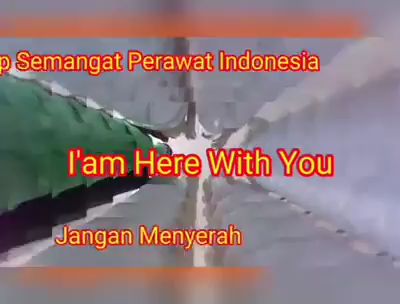 p Semangat Perawat Indonesia
I'am Here With You
Jangan Menyerah